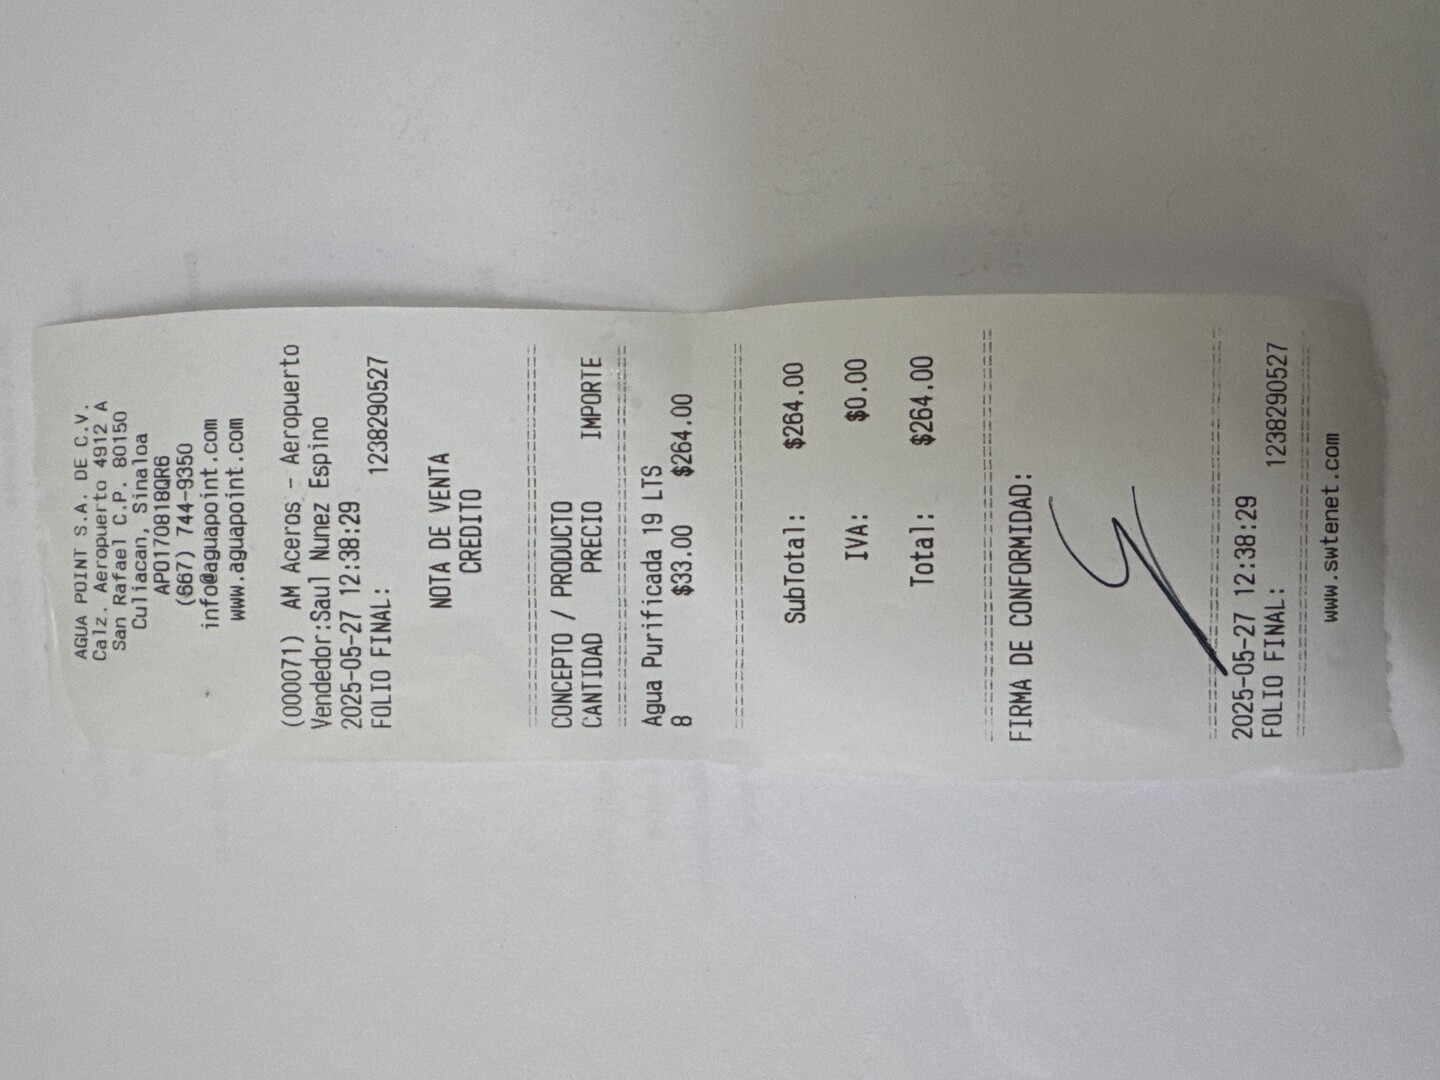 AGUA POINT S.A. DE C.V.
Calz. Aeropuerto 4912 A
San Rafael C.P. 80150
Culiacan, Sinaloa
APO170818QR6
(667) 744-9350
info@aguapoint.com
www.aguapoint.com
(000071) AM Aceros - Aeropuerto
Vendedor:Saul Nunez Espino
2025-05-27 12:38:29
FOLIO FINAL: 1238290527
NOTA DE VENTA
CREDITO
CONCEPTO / PRODUCTO
CANTIDAD PRECIO IMPORTE
Agua Purificada 19 LTS
8 $33.00 $264.00
SubTotal: $264.00
IVA: $0.00
Total: $264.00
FIRMA DE CONFORMIDAD:
2025-05-27 12:38:29
FOLIO FINAL: 1238290527
www.swtenet.com